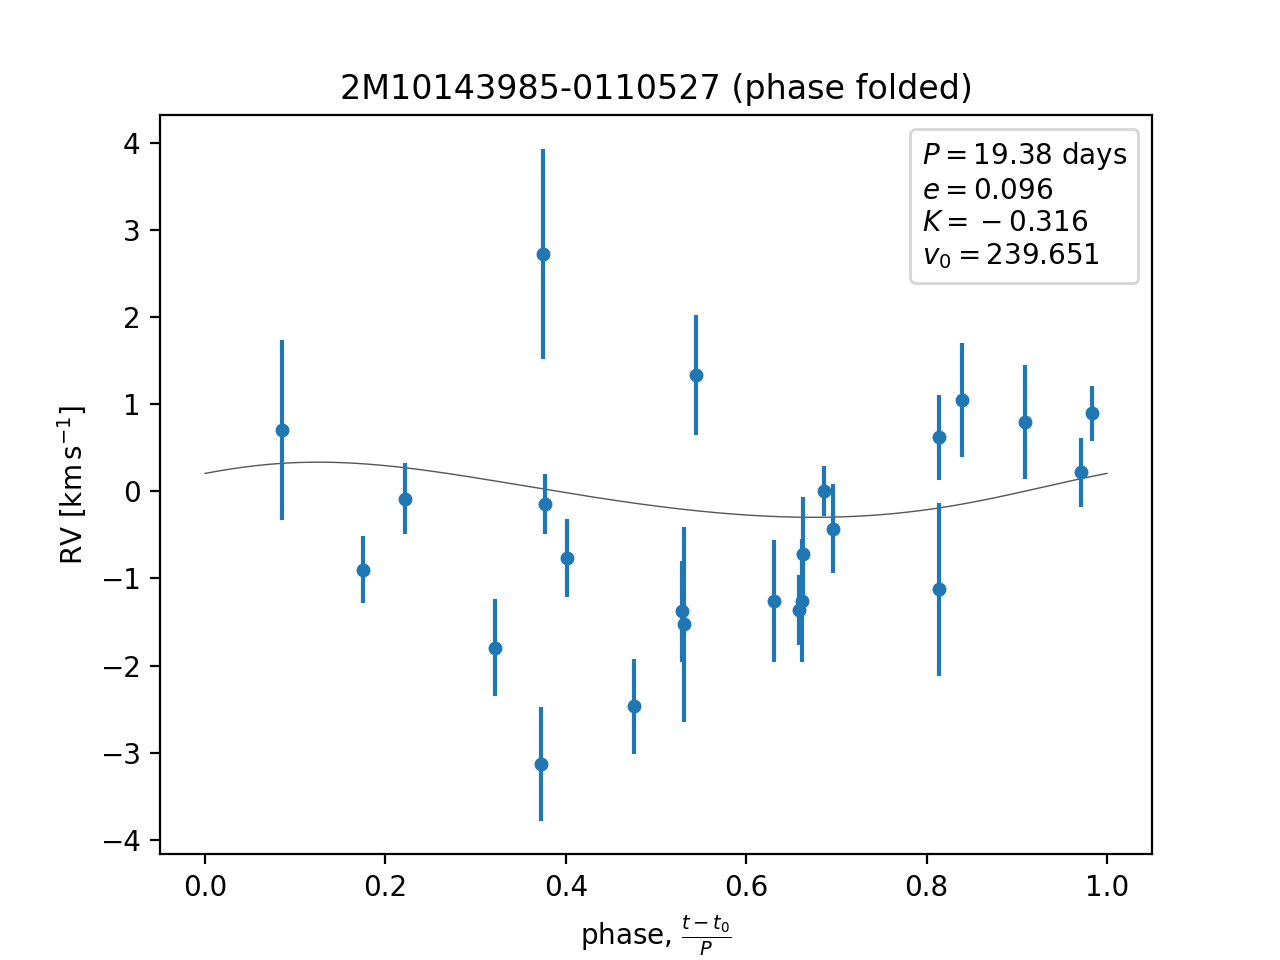 2M10143985-0110527 (phase folded)
P = 19.38 days
e = 0.096
K = −0.316
v₀ = 239.651
RV [km s⁻¹]
4
3
2
1
0
−1
−2
−3
−4
0.0 0.2 0.4 0.6 0.8 1.0
phase, (t − t₀)/P